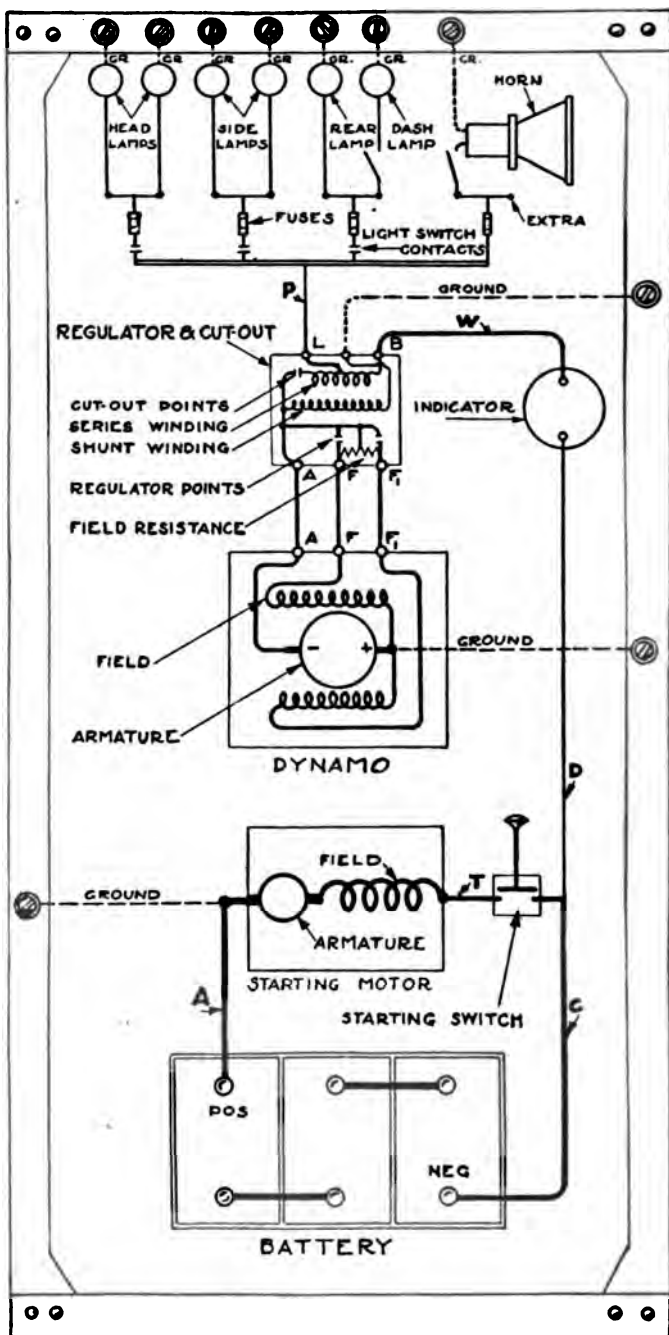 GR GR GR GR GR. GR. GR.
HORN
HEAD LAMPS
SIDE LAMPS
REAR LAMP
DASH LAMP
FUSES
LIGHT SWITCH CONTACTS
EXTRA
P
GROUND
REGULATOR & CUT-OUT
L B
W
CUT-OUT POINTS
SERIES WINDING
SHUNT WINDING
INDICATOR
REGULATOR POINTS
A F F1
FIELD RESISTANCE
A F F1
FIELD
- +
GROUND
ARMATURE
DYNAMO
D
FIELD
T
GROUND
ARMATURE
STARTING MOTOR
STARTING SWITCH
A
C
POS
NEG
BATTERY